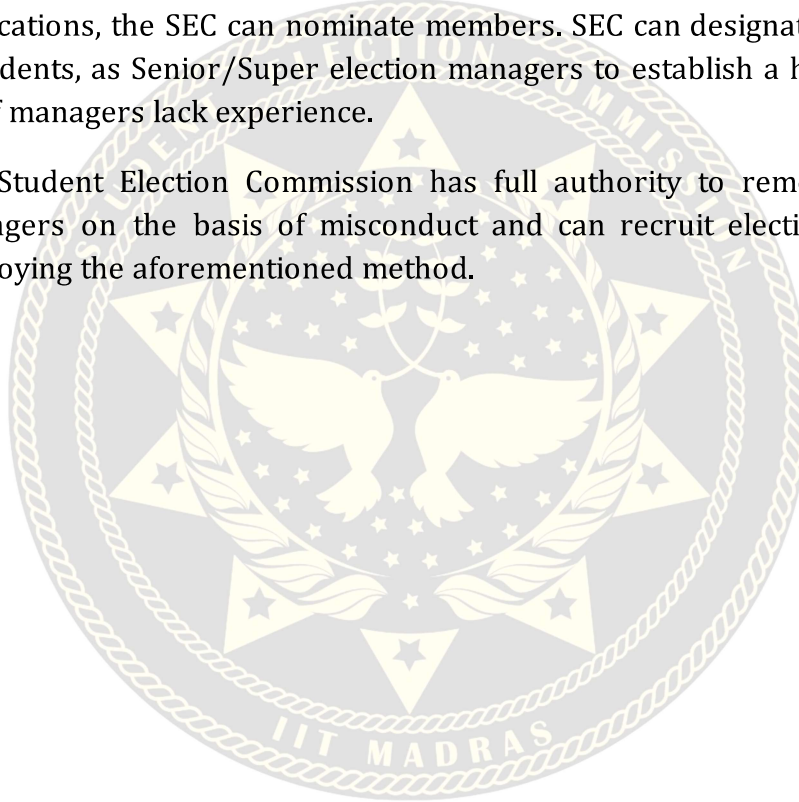 cations, the SEC can nominate members. SEC can designat
dents, as Senior/Super election managers to establish a h
f managers lack experience.
Student Election Commission has full authority to rem
agers on the basis of misconduct and can recruit electi
oying the aforementioned method.
STUDENT ELECTION COMMISSION
IIT MADRAS